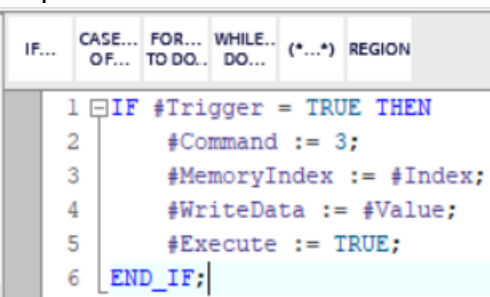 IF... CASE... FOR... WHILE.. (*...*) REGION
OF... TO DO.. DO...
1 IF #Trigger = TRUE THEN
2 #Command := 3;
3 #MemoryIndex := #Index;
4 #WriteData := #Value;
5 #Execute := TRUE;
6 END_IF;